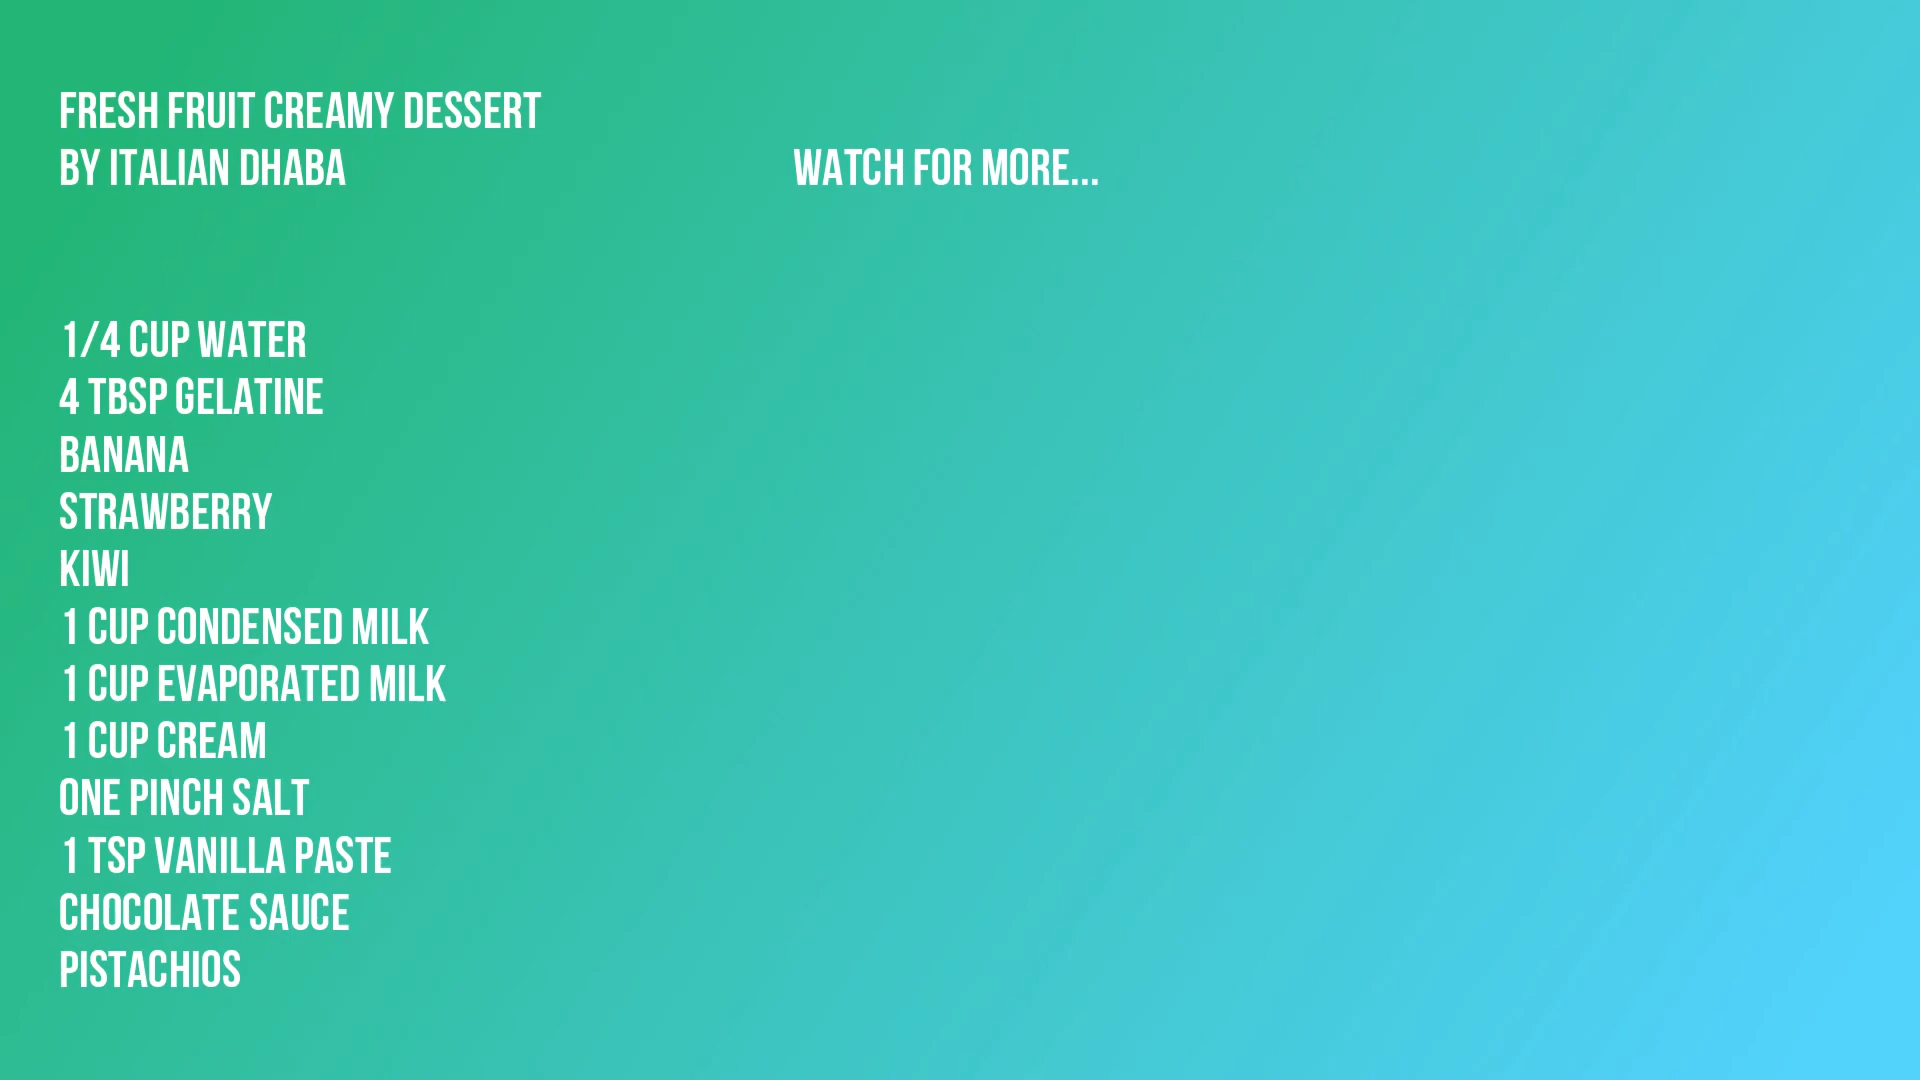 FRESH FRUIT CREAMY DESSERT
BY ITALIAN DHABA
WATCH FOR MORE...
1/4 CUP WATER
4 TBSP GELATINE
BANANA
STRAWBERRY
KIWI
1 CUP CONDENSED MILK
1 CUP EVAPORATED MILK
1 CUP CREAM
ONE PINCH SALT
1 TSP VANILLA PASTE
CHOCOLATE SAUCE
PISTACHIOS